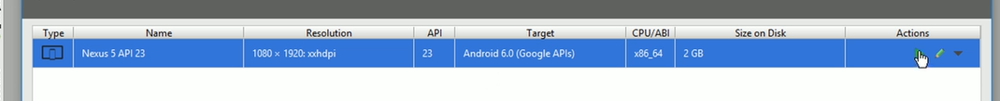 Type Name Resolution API Target CPU/ABI Size on Disk Actions
Nexus 5 API 23 1080 × 1920: xxhdpi 23 Android 6.0 (Google APIs) x86_64 2 GB